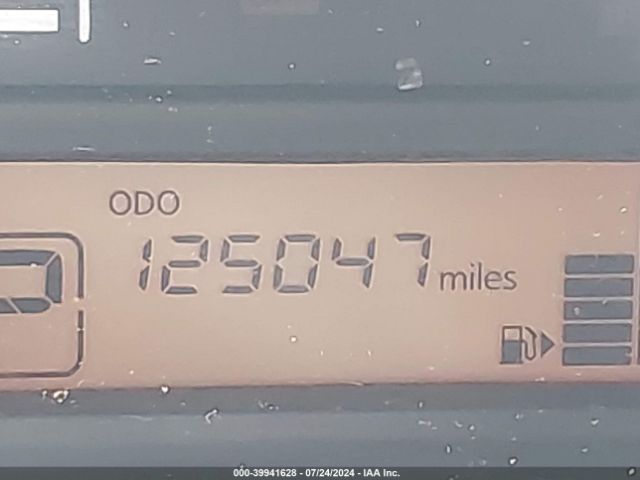 ODO
125047 miles
000-39941628 - 07/24/2024 - IAA Inc.